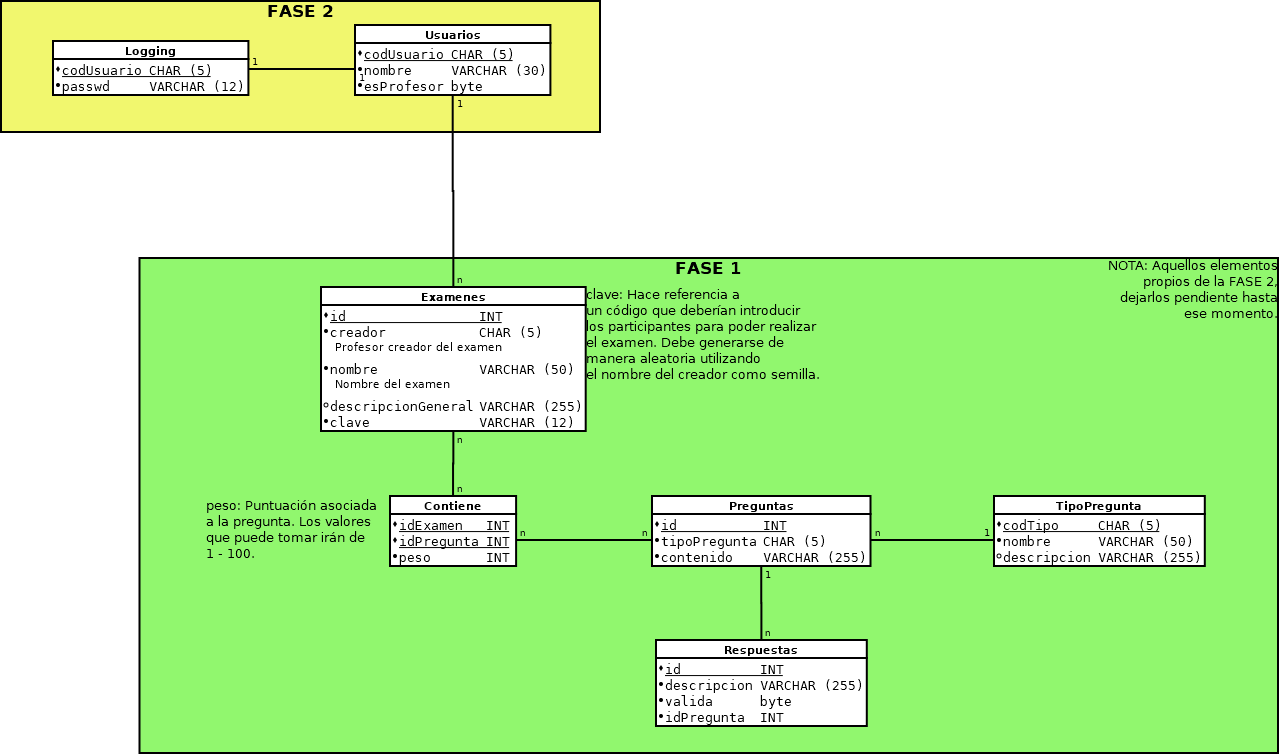 FASE 2
Logging
codUsuario CHAR (5)
passwd VARCHAR (12)
1
1
Usuarios
codUsuario CHAR (5)
nombre VARCHAR (30)
esProfesor byte
1
n
FASE 1
NOTA: Aquellos elementos
propios de la FASE 2,
dejarlos pendiente hasta
ese momento.
Examenes
id INT
creador CHAR (5)
Profesor creador del examen
nombre VARCHAR (50)
Nombre del examen
descripcionGeneral VARCHAR (255)
clave VARCHAR (12)
clave: Hace referencia a
un código que deberían introducir
los participantes para poder realizar
el examen. Debe generarse de
manera aleatoria utilizando
el nombre del creador como semilla.
n
n
peso: Puntuación asociada
a la pregunta. Los valores
que puede tomar irán de
1 - 100.
Contiene
idExamen INT
idPregunta INT
peso INT
n
n
Preguntas
id INT
tipoPregunta CHAR (5)
contenido VARCHAR (255)
n
1
TipoPregunta
codTipo CHAR (5)
nombre VARCHAR (50)
descripcion VARCHAR (255)
1
n
Respuestas
id INT
descripcion VARCHAR (255)
valida byte
idPregunta INT